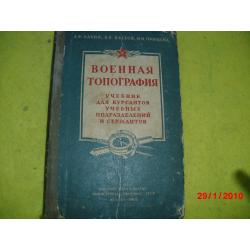 ВОЕННАЯ
ТОПОГРАФИЯ
УЧЕБНИК
ДЛЯ КУРСАНТОВ
УЧЕБНЫХ
ПОДРАЗДЕЛЕНИЙ
И СЕРЖАНТОВ
29/1/2010